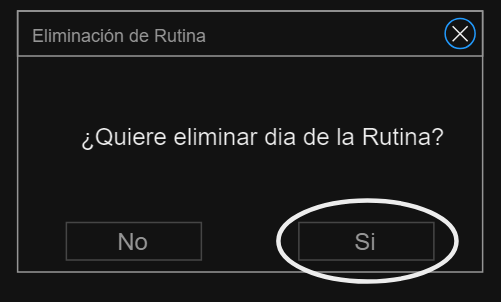 Eliminación de Rutina
¿Quiere eliminar dia de la Rutina?
No
Si